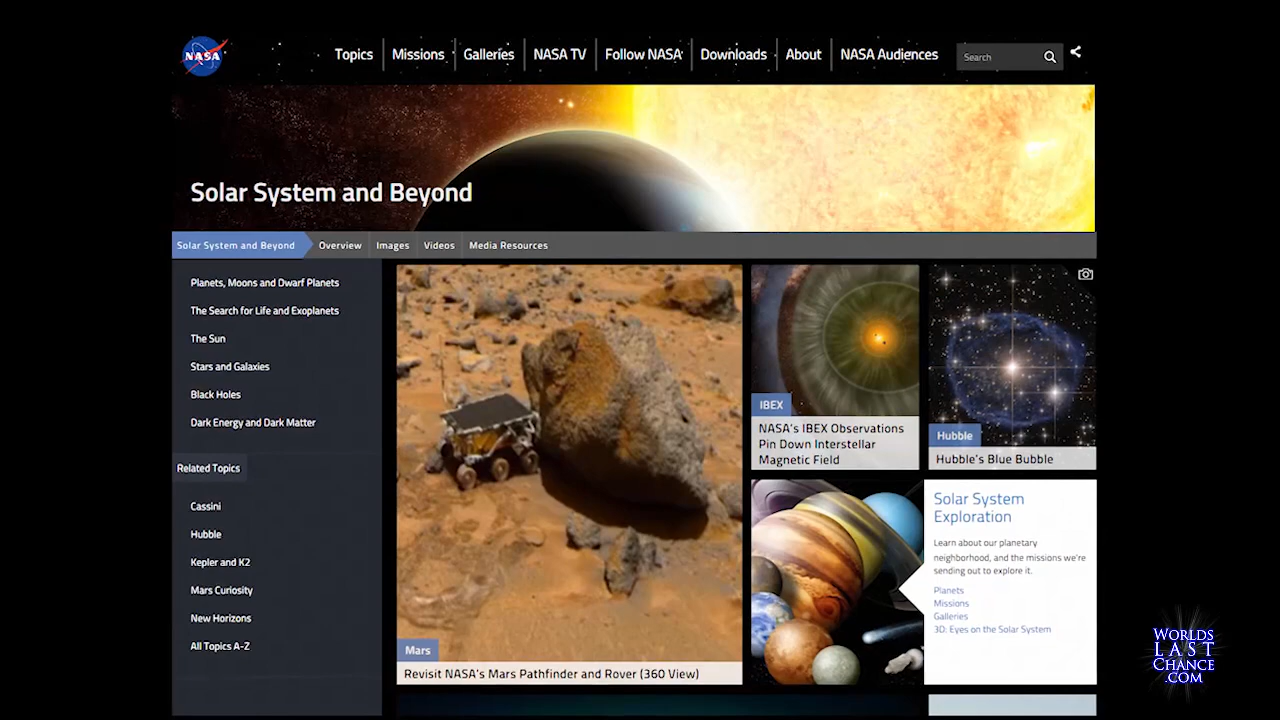 NASA
Topics
Missions
Galleries
NASA TV
Follow NASA
Downloads
About
NASA Audiences
Search
Solar System and Beyond
Solar System and Beyond
Overview
Images
Videos
Media Resources
Planets, Moons and Dwarf Planets
The Search for Life and Exoplanets
The Sun
Stars and Galaxies
Black Holes
Dark Energy and Dark Matter
Related Topics
Cassini
Hubble
Kepler and K2
Mars Curiosity
New Horizons
All Topics A-Z
Mars
Revisit NASA's Mars Pathfinder and Rover (360 View)
IBEX
NASA's IBEX Observations
Pin Down Interstellar
Magnetic Field
Hubble
Hubble's Blue Bubble
Solar System
Exploration
Learn about our planetary
neighborhood, and the missions we're
sending out to explore it.
Planets
Missions
Galleries
3D: Eyes on the Solar System
WORLDS
LAST
CHANCE
.COM